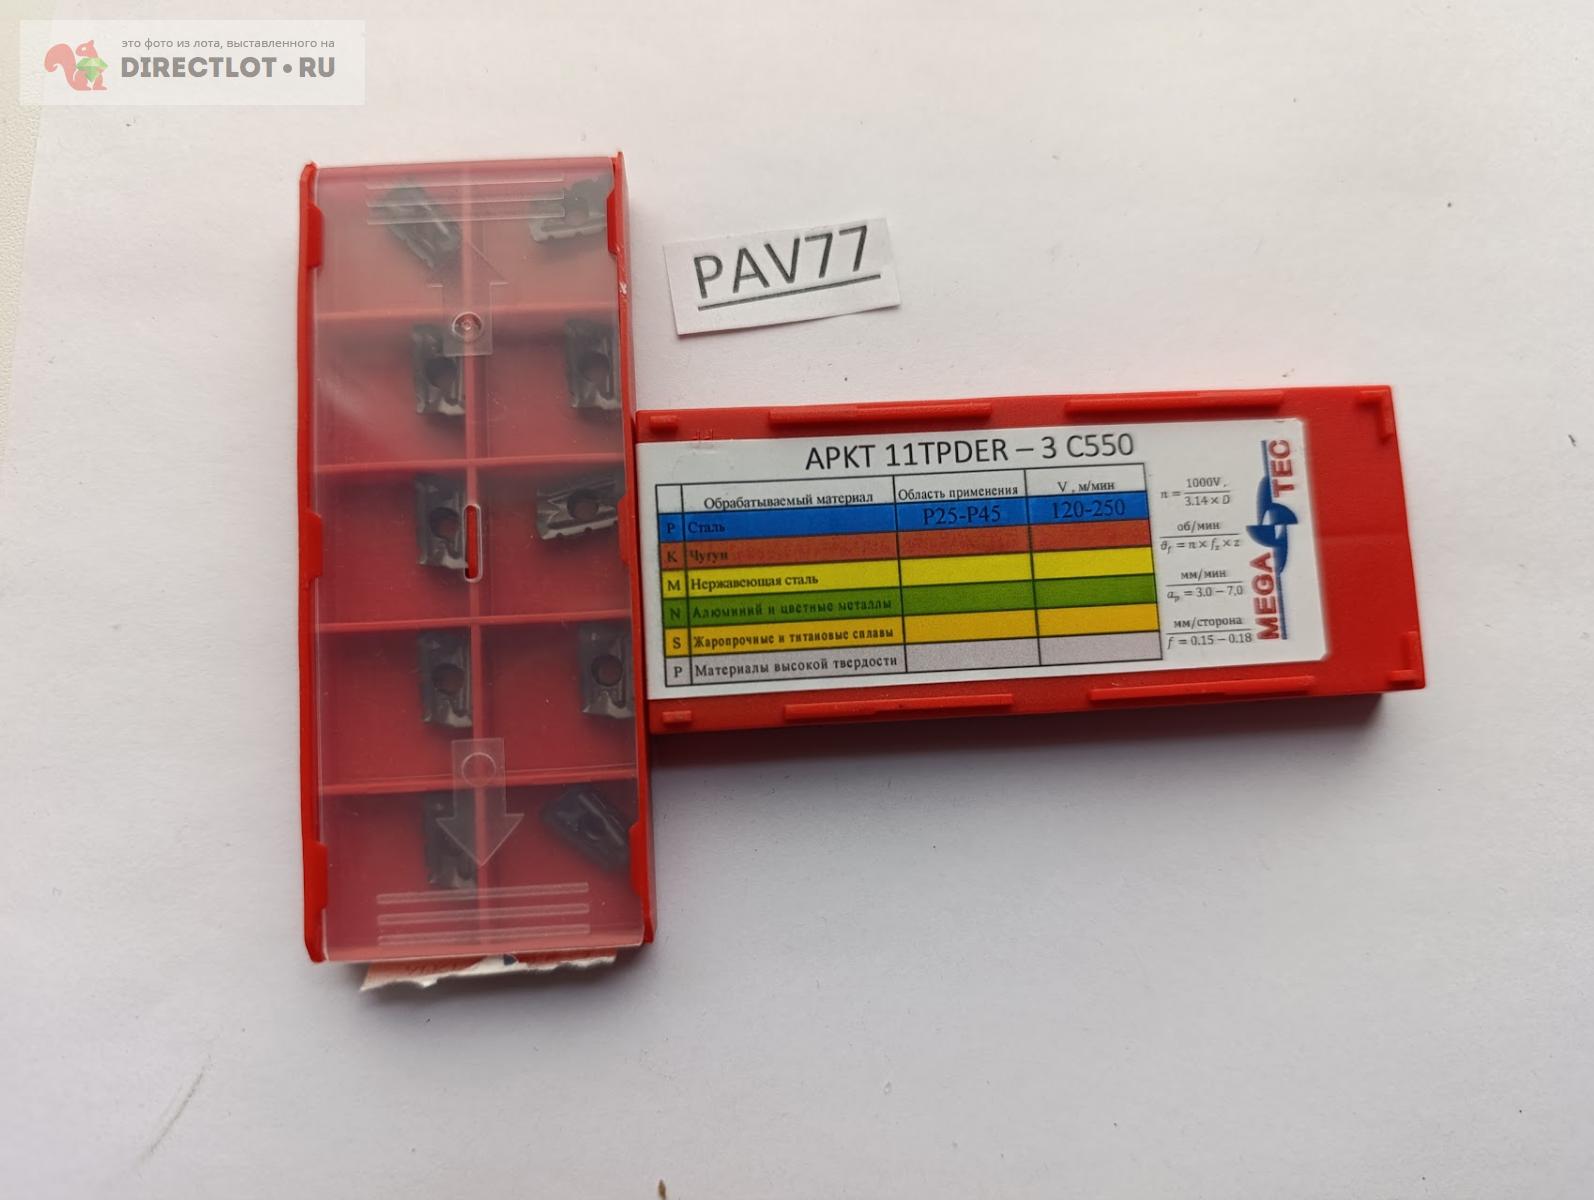 это фото из лота, выставленного на
DIRECTLOT•RU
PAV77
APKT 11TPDER – 3 C550
Обрабатываемый материал Область применения V , м/мин
P Сталь P25-P45 120-250
K Чугун
M Нержавеющая сталь
N Алюминий и цветные металлы
S Жаропрочные и титановые сплавы
P Материалы высокой твердости
n = 1000V , / 3.14 × D
об/мин
ϑf = n × fz × z
мм/мин
ap = 3.0 – 7,0
мм/сторона
f = 0.15 – 0.18
MEGA TEC